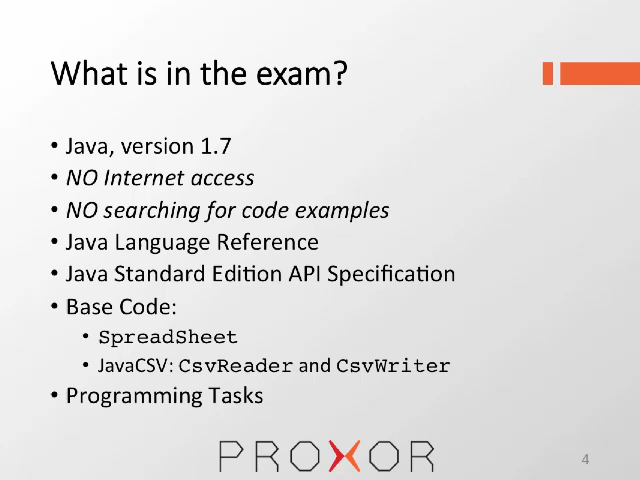 What is in the exam?
• Java, version 1.7
• NO Internet access
• NO searching for code examples
• Java Language Reference
• Java Standard Edition API Specification
• Base Code:
• SpreadSheet
• JavaCSV: CsvReader and CsvWriter
• Programming Tasks
PROXOR
4